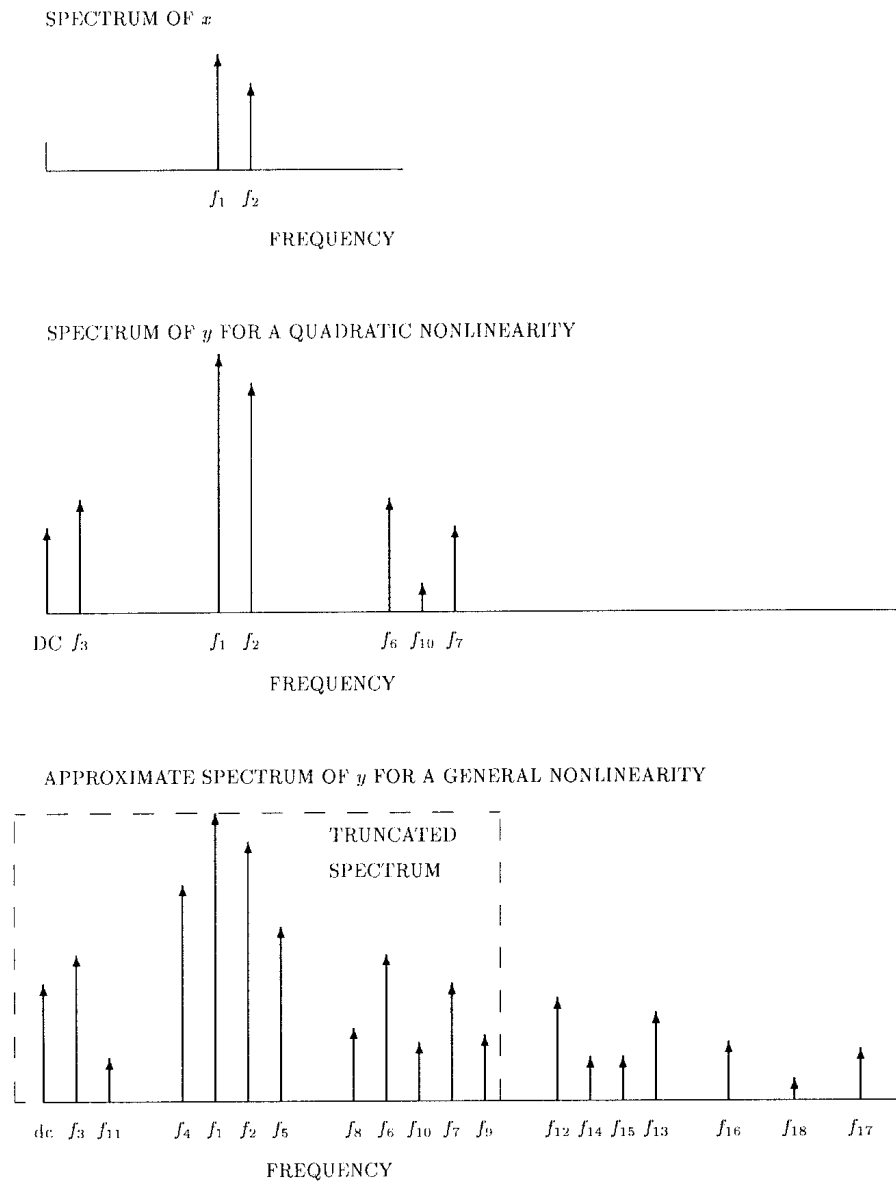 SPECTRUM OF x
f₁ f₂
FREQUENCY
SPECTRUM OF y FOR A QUADRATIC NONLINEARITY
DC f₃ f₁ f₂ f₆ f₁₀ f₇
FREQUENCY
APPROXIMATE SPECTRUM OF y FOR A GENERAL NONLINEARITY
TRUNCATED
SPECTRUM
dc f₃ f₁₁ f₄ f₁ f₂ f₅ f₈ f₆ f₁₀ f₇ f₉ f₁₂ f₁₄ f₁₅ f₁₃ f₁₆ f₁₈ f₁₇
FREQUENCY